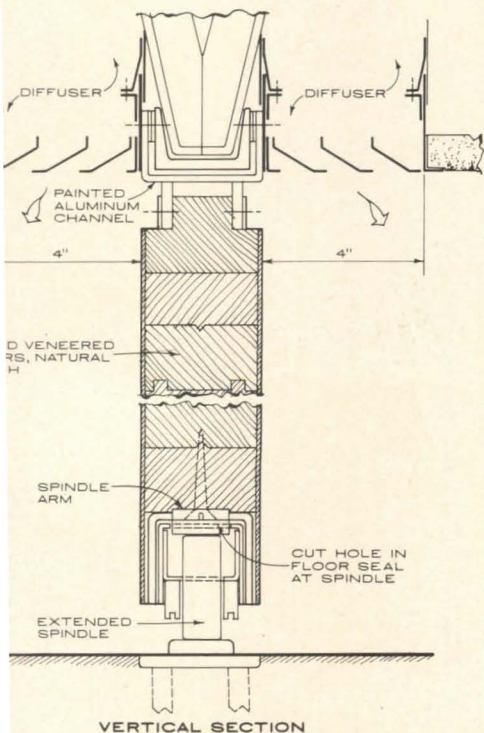 DIFFUSER
DIFFUSER
PAINTED
ALUMINUM
CHANNEL
4"
4"
D VENEERED
RS, NATURAL
H
SPINDLE
ARM
CUT HOLE IN
FLOOR SEAL
AT SPINDLE
EXTENDED
SPINDLE
VERTICAL SECTION